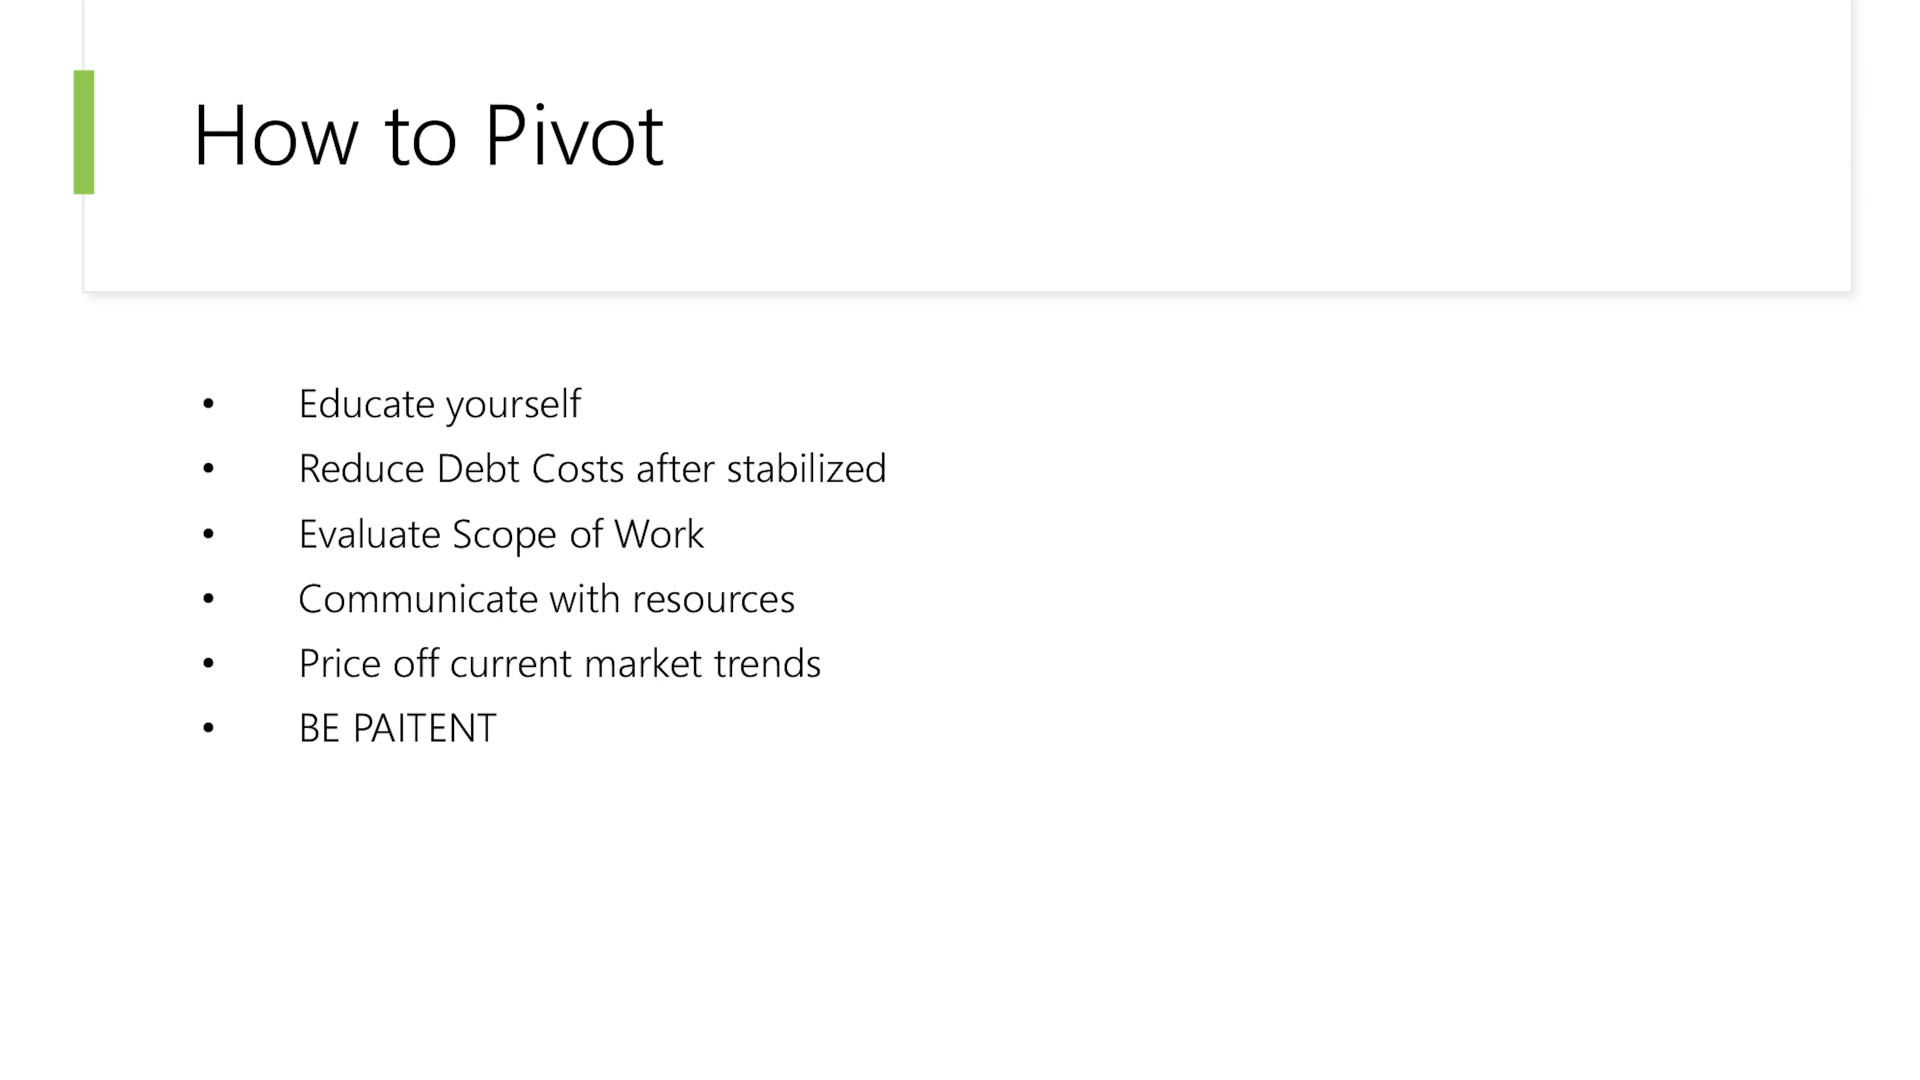 How to Pivot
• Educate yourself
• Reduce Debt Costs after stabilized
• Evaluate Scope of Work
• Communicate with resources
• Price off current market trends
• BE PAITENT